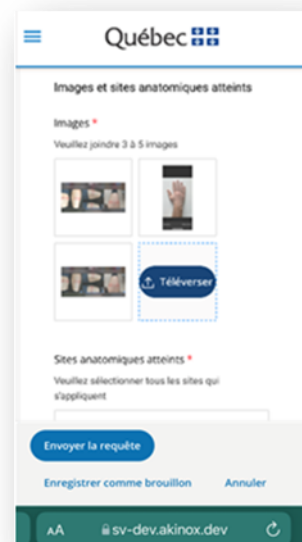 Québec
Images et sites anatomiques atteints
Images *
Veuillez joindre 3 à 5 images
Téléverser
Sites anatomiques atteints *
Veuillez sélectionner tous les sites qui
s'appliquent
Envoyer la requête
Enregistrer comme brouillon Annuler
AA sv-dev.akinox.dev